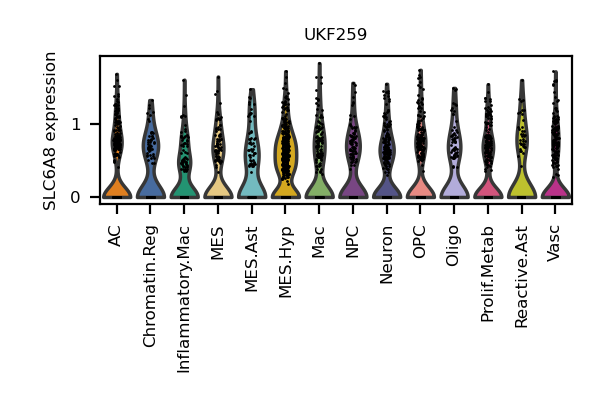 UKF259
SLC6A8 expression
1
0
AC
Chromatin.Reg
Inflammatory.Mac
MES
MES.Ast
MES.Hyp
Mac
NPC
Neuron
OPC
Oligo
Prolif.Metab
Reactive.Ast
Vasc